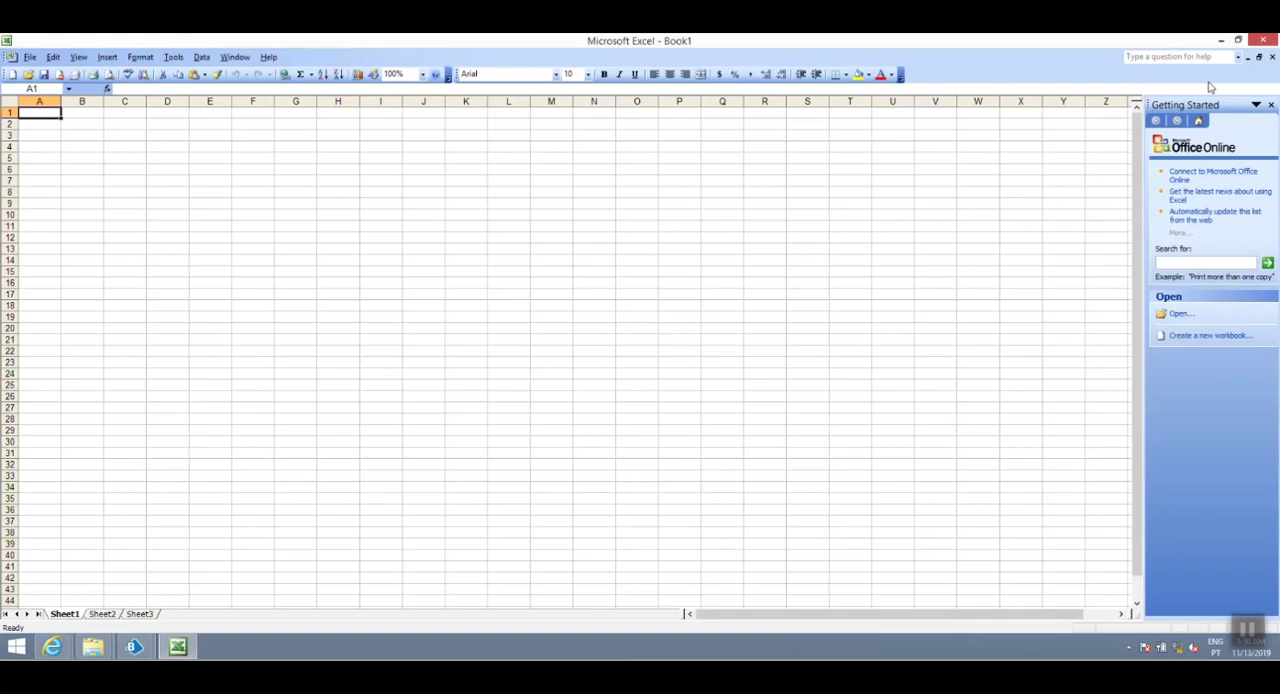 Microsoft Excel - Book1
File Edit View Insert Format Tools Data Window Help
Type a question for help
100% Arial 10 B I U $ %
A1 fx
A B C D E F G H I J K L M N O P Q R S T U V W X Y Z
1
2
3
4
5
6
7
8
9
10
11
12
13
14
15
16
17
18
19
20
21
22
23
24
25
26
27
28
29
30
31
32
33
34
35
36
37
38
39
40
41
42
43
44
Getting Started
Microsoft
Office Online
Connect to Microsoft Office
Online
Get the latest news about using
Excel
Automatically update this list
from the web
More...
Search for:
Example: "Print more than one copy"
Open
Open...
Create a new workbook...
Sheet1 Sheet2 Sheet3
Ready
ENG
PT 11/13/2019